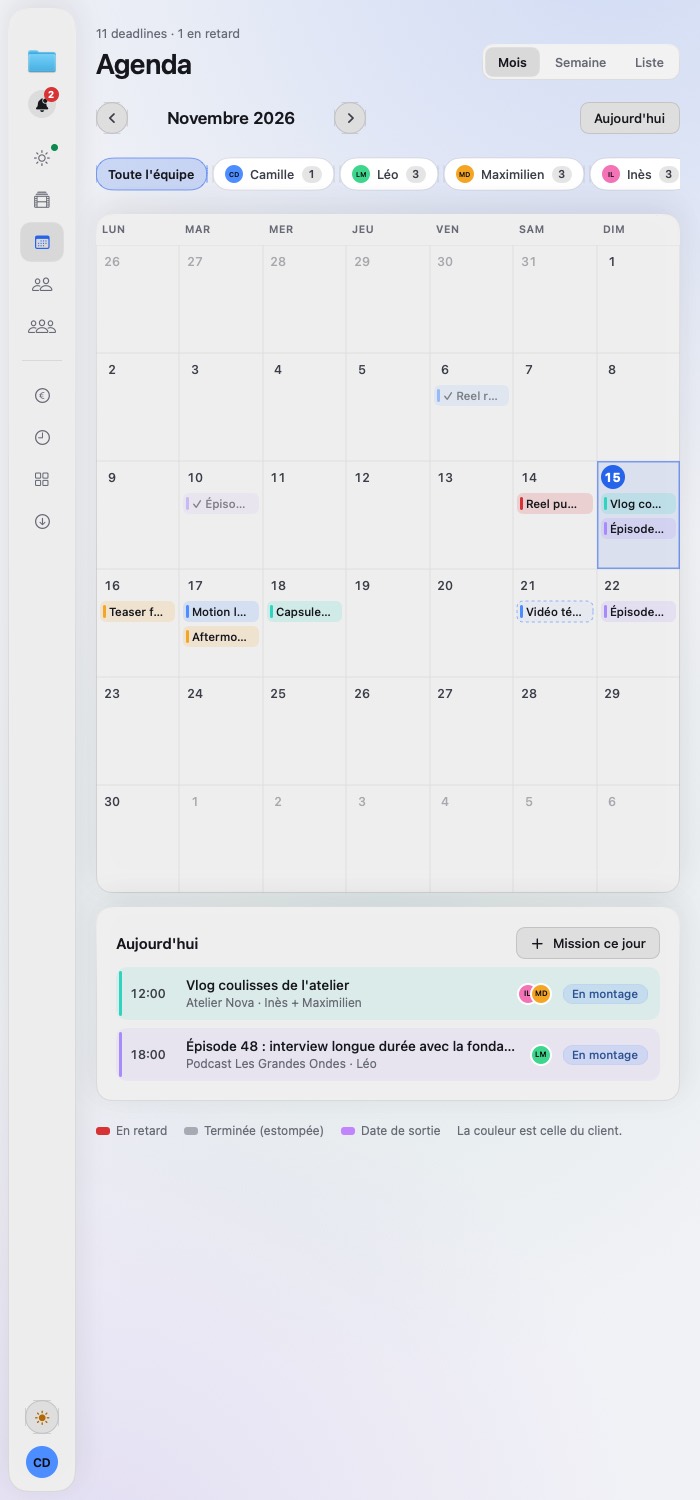 11 deadlines · 1 en retard
Agenda
Mois Semaine Liste
2
Novembre 2026
Aujourd'hui
Toute l'équipe CD Camille 1 LM Léo 3 MD Maximilien 3 IL Inès 3
LUN MAR MER JEU VEN SAM DIM
26 27 28 29 30 31 1
2 3 4 5 6 7 8
✓ Reel r...
9 10 11 12 13 14 15
✓ Épiso... Reel pu... Vlog co...
Épisode...
16 17 18 19 20 21 22
Teaser f... Motion l... Capsule... Vidéo té... Épisode...
Aftermo...
23 24 25 26 27 28 29
30 1 2 3 4 5 6
Aujourd'hui
+ Mission ce jour
12:00 Vlog coulisses de l'atelier
Atelier Nova · Inès + Maximilien
IL MD En montage
18:00 Épisode 48 : interview longue durée avec la fonda...
Podcast Les Grandes Ondes · Léo
LM En montage
En retard Terminée (estompée) Date de sortie La couleur est celle du client.
CD